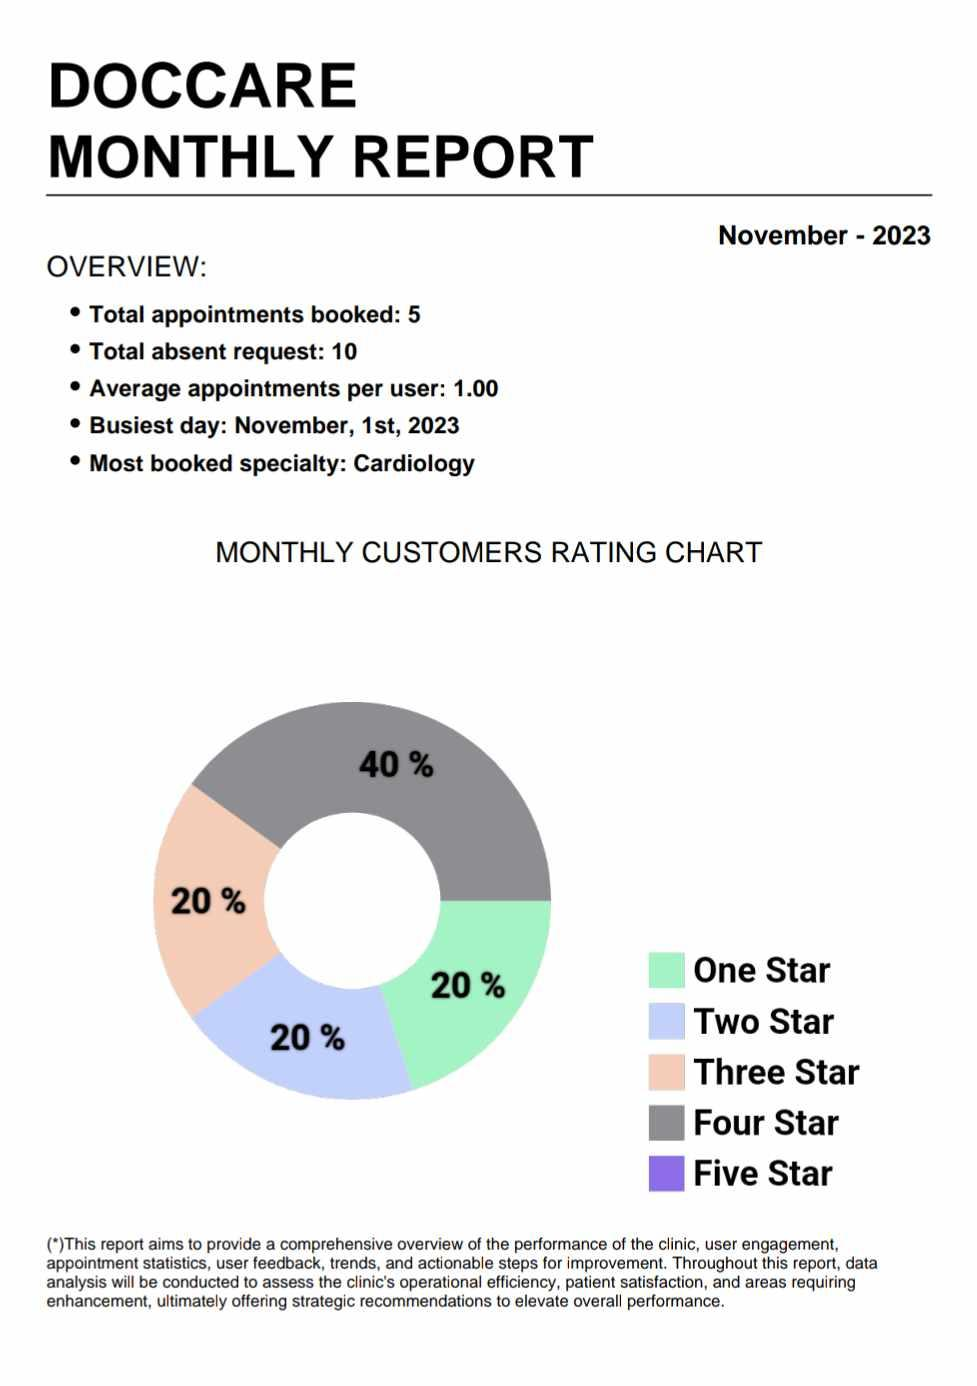 DOCCARE
MONTHLY REPORT
November - 2023
OVERVIEW:
• Total appointments booked: 5
• Total absent request: 10
• Average appointments per user: 1.00
• Busiest day: November, 1st, 2023
• Most booked specialty: Cardiology
MONTHLY CUSTOMERS RATING CHART
40 %
20 %
20 %
20 %
One Star
Two Star
Three Star
Four Star
Five Star
(*)This report aims to provide a comprehensive overview of the performance of the clinic, user engagement,
appointment statistics, user feedback, trends, and actionable steps for improvement. Throughout this report, data
analysis will be conducted to assess the clinic's operational efficiency, patient satisfaction, and areas requiring
enhancement, ultimately offering strategic recommendations to elevate overall performance.